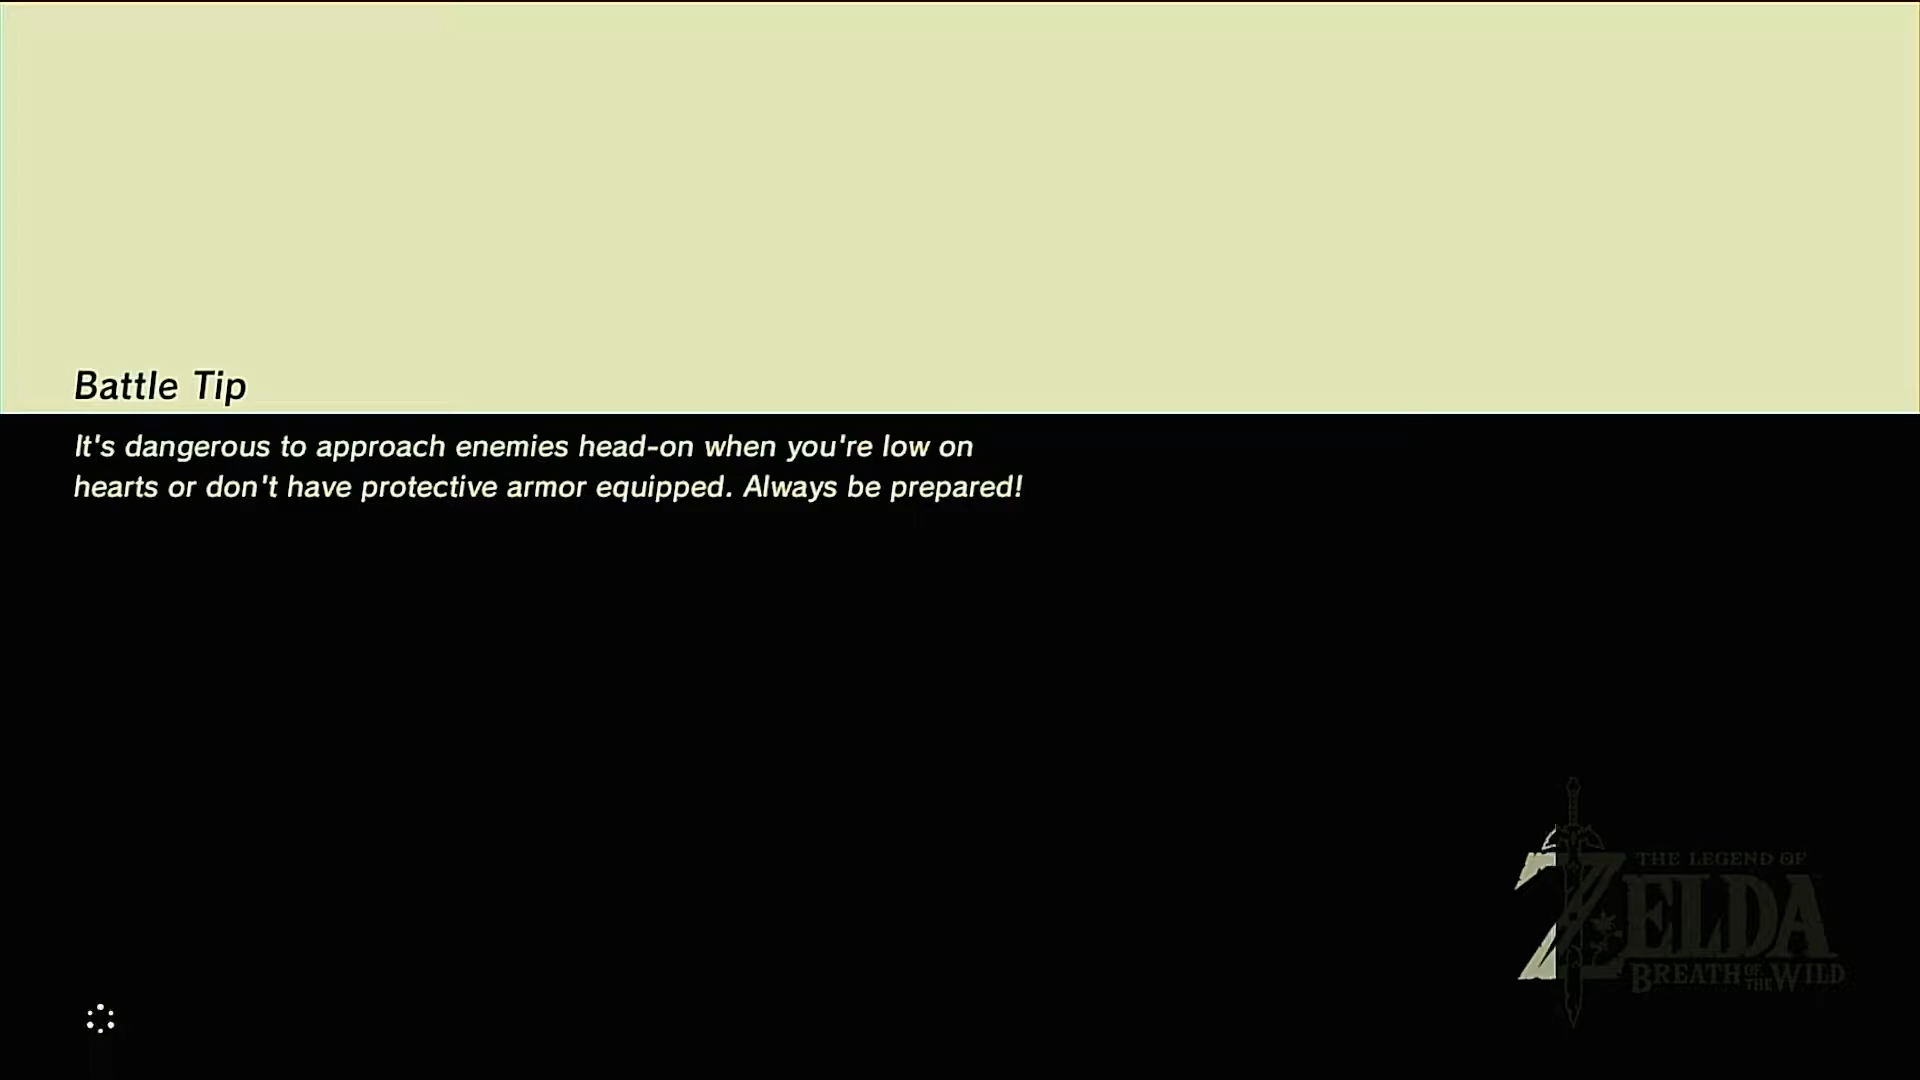 Battle Tip
It's dangerous to approach enemies head-on when you're low on
hearts or don't have protective armor equipped. Always be prepared!
THE LEGEND OF
ZELDA
BREATH OF THE WILD